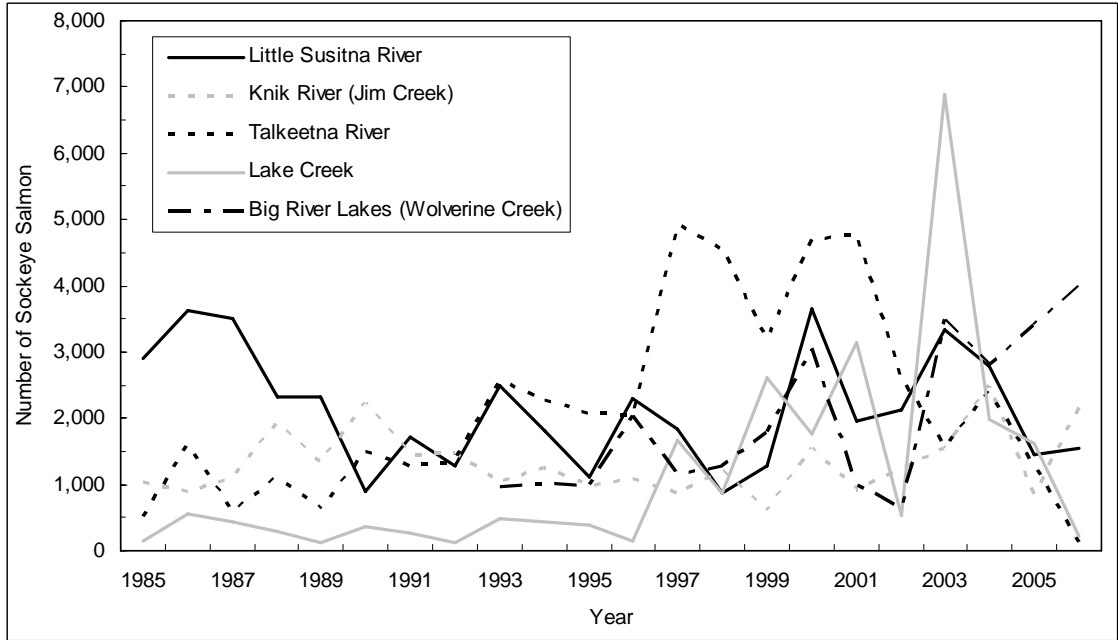 8,000
7,000
6,000
5,000
4,000
3,000
2,000
1,000
0
Number of Sockeye Salmon
Little Susitna River
Knik River (Jim Creek)
Talkeetna River
Lake Creek
Big River Lakes (Wolverine Creek)
1985 1987 1989 1991 1993 1995 1997 1999 2001 2003 2005
Year